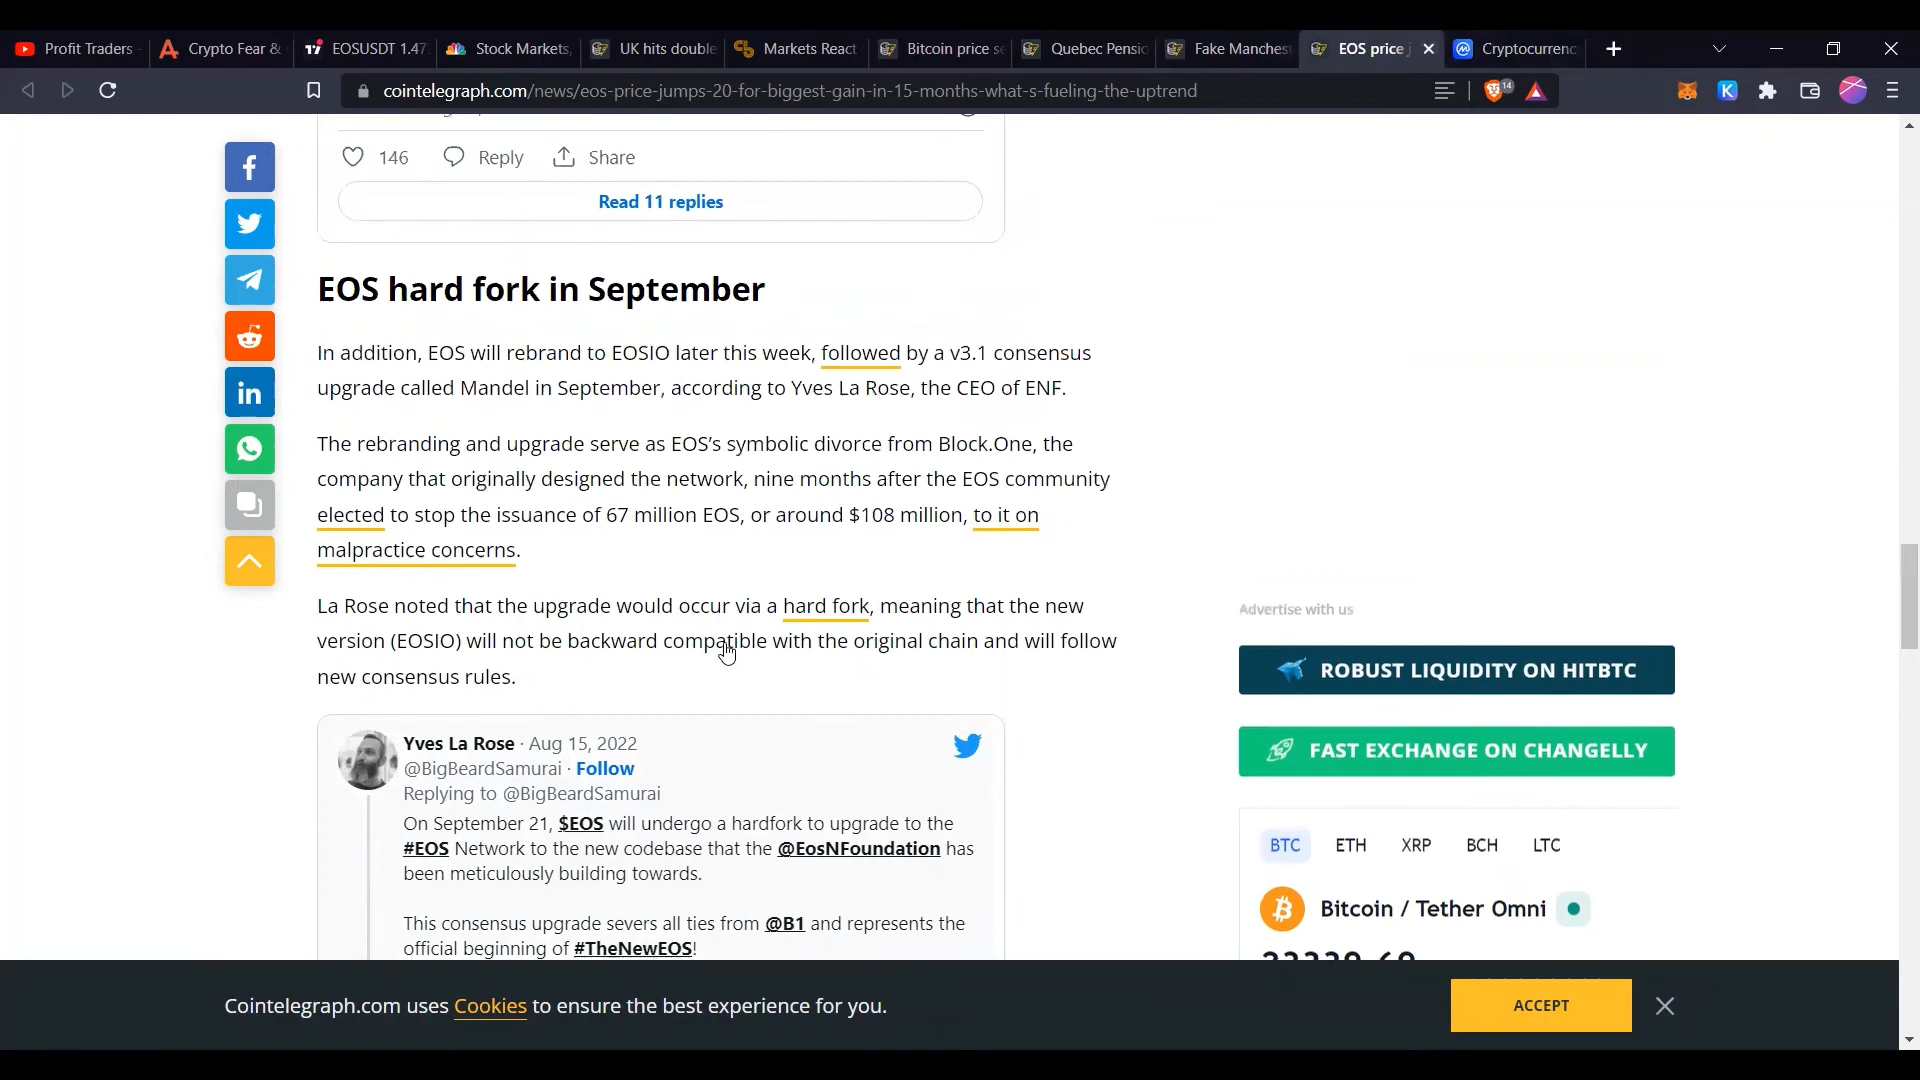 Profit Traders
Crypto Fear &
EOSUSDT 1.47
Stock Markets,
UK hits double
Markets React
Bitcoin price se
Quebec Pensio
Fake Manchest
EOS price j
Cryptocurrenc
cointelegraph.com/news/eos-price-jumps-20-for-biggest-gain-in-15-months-what-s-fueling-the-uptrend
14
146 Reply Share
Read 11 replies
EOS hard fork in September
In addition, EOS will rebrand to EOSIO later this week, followed by a v3.1 consensus
upgrade called Mandel in September, according to Yves La Rose, the CEO of ENF.
The rebranding and upgrade serve as EOS’s symbolic divorce from Block.One, the
company that originally designed the network, nine months after the EOS community
elected to stop the issuance of 67 million EOS, or around $108 million, to it on
malpractice concerns.
La Rose noted that the upgrade would occur via a hard fork, meaning that the new
version (EOSIO) will not be backward compatible with the original chain and will follow
new consensus rules.
Yves La Rose · Aug 15, 2022
@BigBeardSamurai · Follow
Replying to @BigBeardSamurai
On September 21, $EOS will undergo a hardfork to upgrade to the
#EOS Network to the new codebase that the @EosNFoundation has
been meticulously building towards.
This consensus upgrade severs all ties from @B1 and represents the
official beginning of #TheNewEOS!
Advertise with us
ROBUST LIQUIDITY ON HITBTC
FAST EXCHANGE ON CHANGELLY
BTC ETH XRP BCH LTC
Bitcoin / Tether Omni
Cointelegraph.com uses Cookies to ensure the best experience for you.
ACCEPT